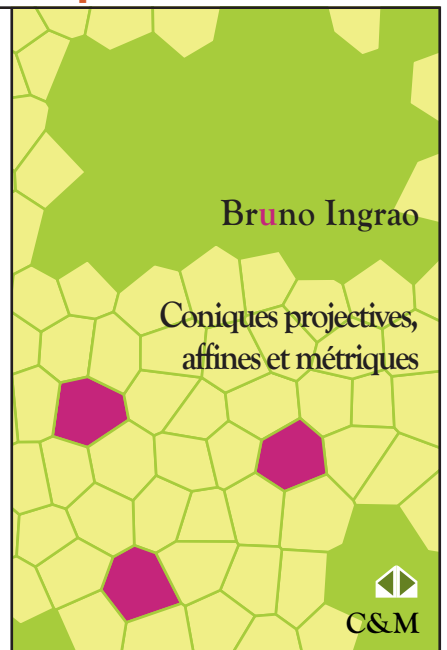 Bruno Ingrao
Coniques projectives,
affines et métriques
C&M